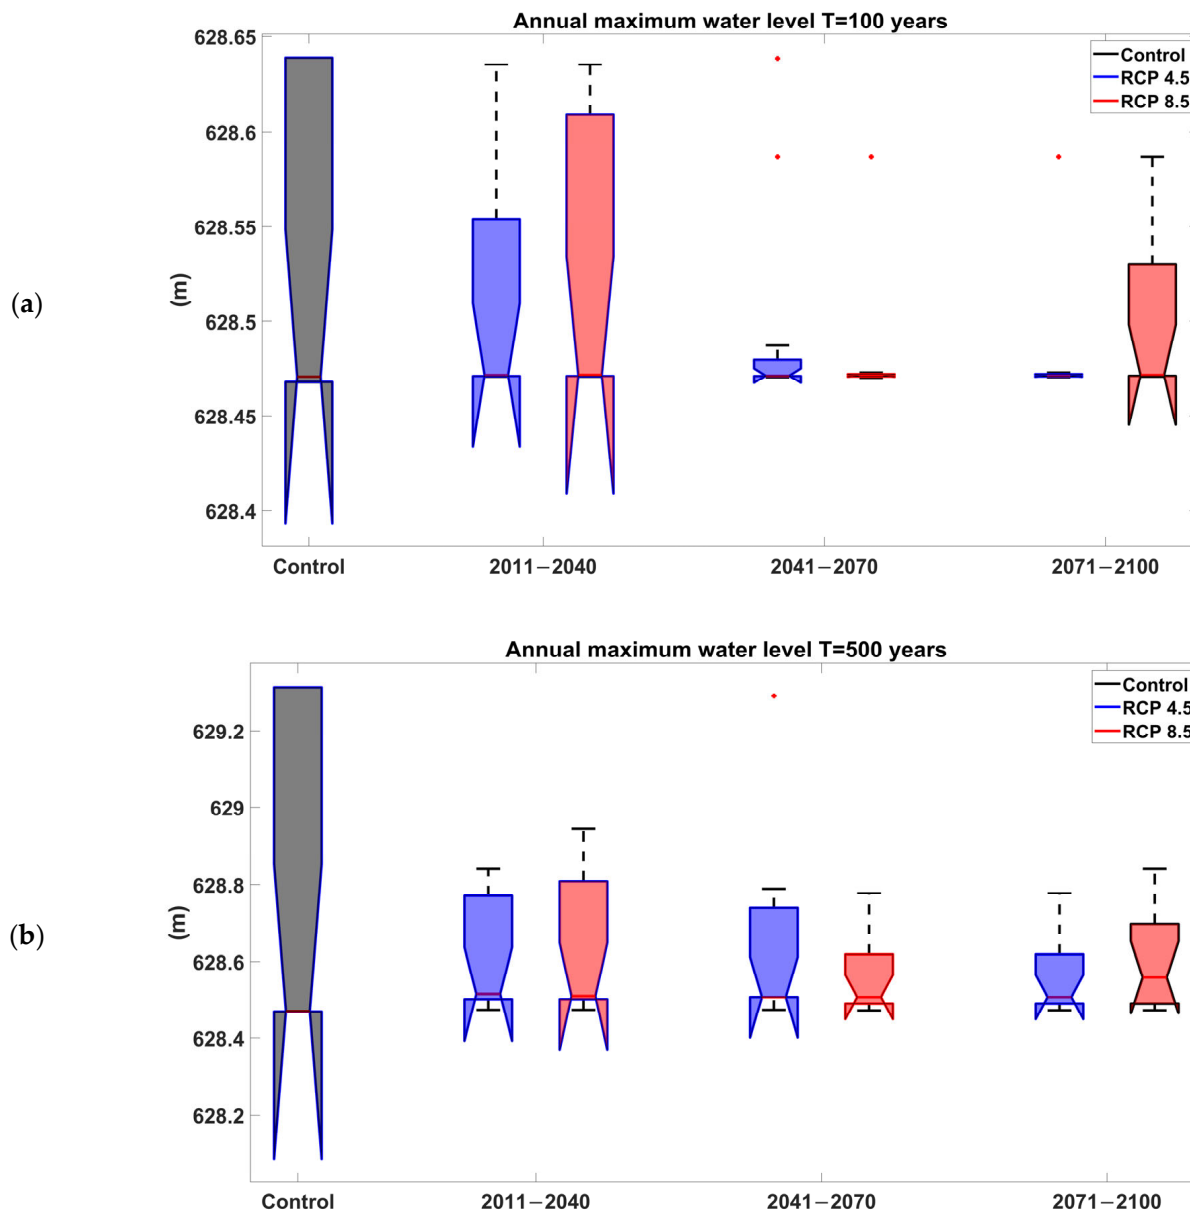 Annual maximum water level T=100 years
628.65
628.6
628.55
628.5
628.45
628.4
(m)
(a)
Control
RCP 4.5
RCP 8.5
Control
2011−2040
2041−2070
2071−2100
Annual maximum water level T=500 years
629.2
629
628.8
628.6
628.4
628.2
(m)
(b)
Control
RCP 4.5
RCP 8.5
Control
2011−2040
2041−2070
2071−2100